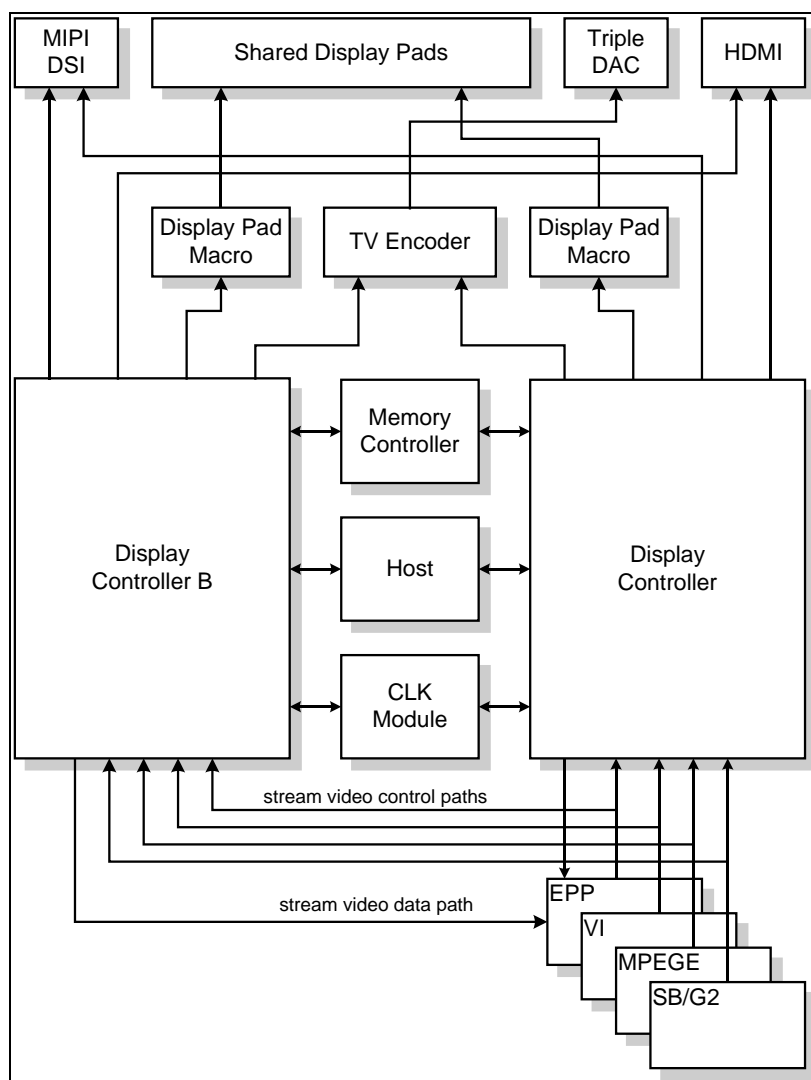 MIPI
DSI
Shared Display Pads
Triple
DAC
HDMI
Display Pad
Macro
TV Encoder
Display Pad
Macro
Memory
Controller
Display
Controller B
Host
Display
Controller
CLK
Module
stream video control paths
stream video data path
EPP
VI
MPEGE
SB/G2